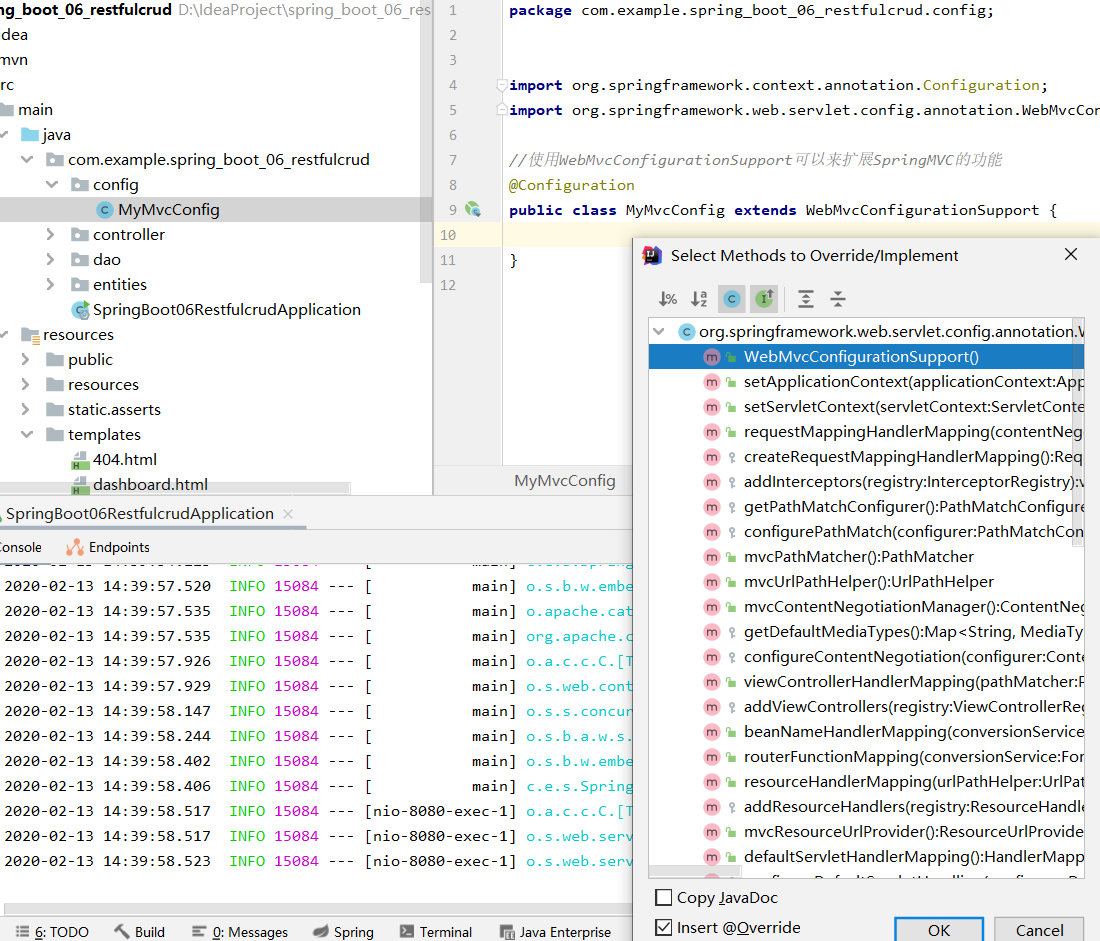 ng_boot_06_restfulcrud D:\IdeaProject\spring_boot_06_res
dea
mvn
rc
main
java
com.example.spring_boot_06_restfulcrud
config
MyMvcConfig
controller
dao
entities
SpringBoot06RestfulcrudApplication
resources
public
resources
static.asserts
templates
404.html
dashboard.html
1 package com.example.spring_boot_06_restfulcrud.config;
2
3
4 import org.springframework.context.annotation.Configuration;
5 import org.springframework.web.servlet.config.annotation.WebMvcCon
6
7 //使用WebMvcConfigurationSupport可以来扩展SpringMVC的功能
8 @Configuration
9 public class MyMvcConfig extends WebMvcConfigurationSupport {
10
11 }
12
MyMvcConfig
SpringBoot06RestfulcrudApplication
Console Endpoints
2020-02-13 14:39:57.520 INFO 15084 --- [ main] o.s.b.w.embe
2020-02-13 14:39:57.535 INFO 15084 --- [ main] o.apache.cat
2020-02-13 14:39:57.535 INFO 15084 --- [ main] org.apache.c
2020-02-13 14:39:57.926 INFO 15084 --- [ main] o.a.c.c.C.[T
2020-02-13 14:39:57.929 INFO 15084 --- [ main] o.s.web.cont
2020-02-13 14:39:58.147 INFO 15084 --- [ main] o.s.s.concur
2020-02-13 14:39:58.244 INFO 15084 --- [ main] o.s.b.a.w.s.
2020-02-13 14:39:58.402 INFO 15084 --- [ main] o.s.b.w.embe
2020-02-13 14:39:58.406 INFO 15084 --- [ main] c.e.s.Spring
2020-02-13 14:39:58.517 INFO 15084 --- [nio-8080-exec-1] o.a.c.c.C.[T
2020-02-13 14:39:58.517 INFO 15084 --- [nio-8080-exec-1] o.s.web.serv
2020-02-13 14:39:58.523 INFO 15084 --- [nio-8080-exec-1] o.s.web.serv
6: TODO Build 0: Messages Spring Terminal Java Enterprise
Select Methods to Override/Implement
org.springframework.web.servlet.config.annotation.W
WebMvcConfigurationSupport()
setApplicationContext(applicationContext:App
setServletContext(servletContext:ServletConte
requestMappingHandlerMapping(contentNeg
createRequestMappingHandlerMapping():Req
addInterceptors(registry:InterceptorRegistry):v
getPathMatchConfigurer():PathMatchConfigure
configurePathMatch(configurer:PathMatchCon
mvcPathMatcher():PathMatcher
mvcUrlPathHelper():UrlPathHelper
mvcContentNegotiationManager():ContentNeg
getDefaultMediaTypes():Map<String, MediaTy
configureContentNegotiation(configurer:Conte
viewControllerHandlerMapping(pathMatcher:P
addViewControllers(registry:ViewControllerReg
beanNameHandlerMapping(conversionService
routerFunctionMapping(conversionService:For
resourceHandlerMapping(urlPathHelper:UrlPat
addResourceHandlers(registry:ResourceHandle
mvcResourceUrlProvider():ResourceUrlProvide
defaultServletHandlerMapping():HandlerMapp
Copy JavaDoc
Insert @Override
OK Cancel